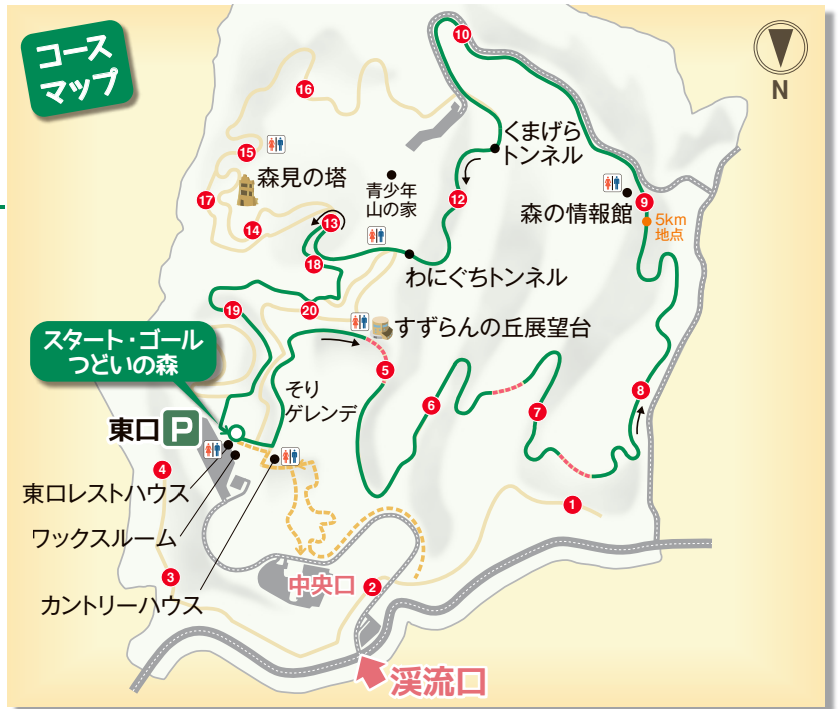 コース
マップ
N
10
16
くまげら
トンネル
15
森見の塔
青少年
山の家
12
森の情報館
9
5km
地点
17
14
13
18
わにぐちトンネル
19
20
すずらんの丘展望台
スタート・ゴール
つどいの森
5
そり
ゲレンデ
6
7
8
東口 P
4
東口レストハウス
1
ワックスルーム
3
中央口
2
カントリーハウス
渓流口